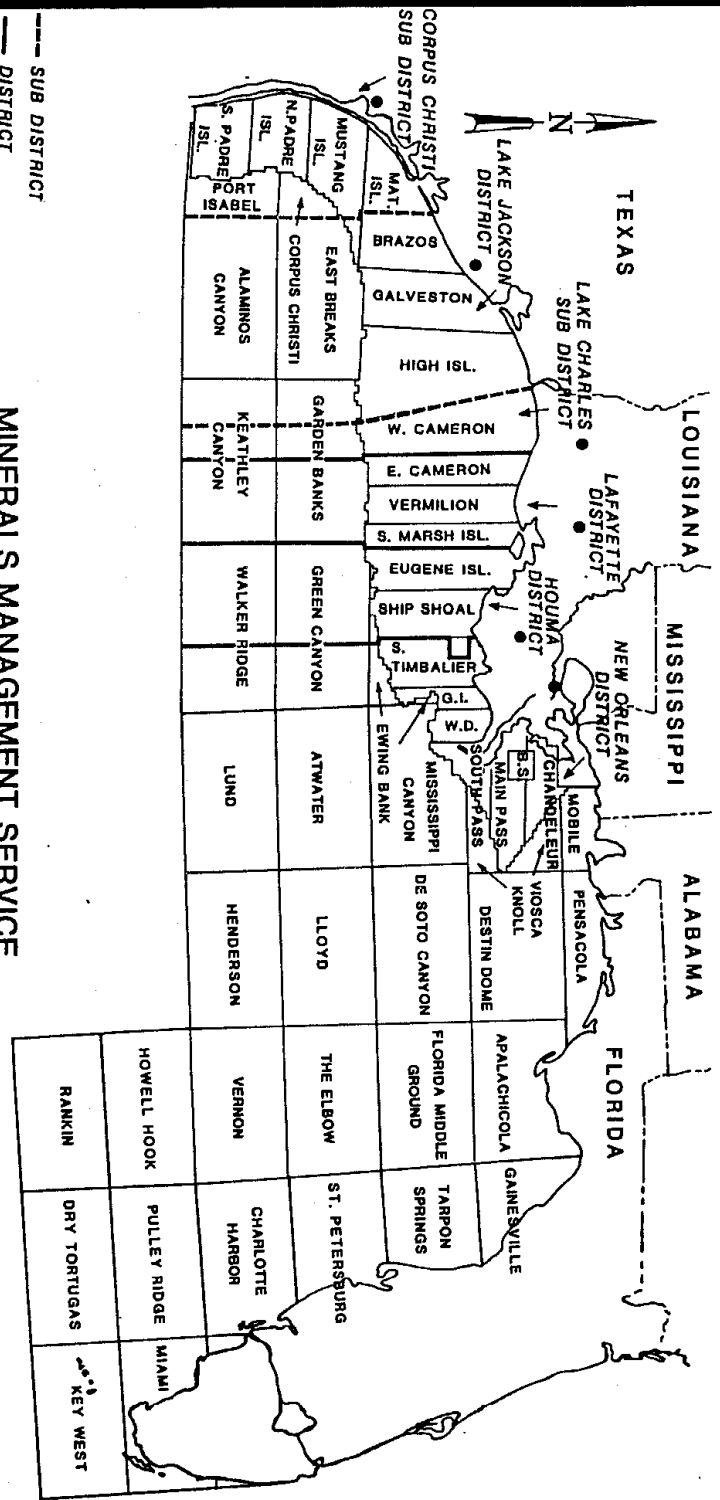 TEXAS
LOUISIANA
MISSISSIPPI
ALABAMA
FLORIDA
N
CORPUS CHRISTI
SUB DISTRICT
LAKE JACKSON
DISTRICT
LAKE CHARLES
SUB DISTRICT
LAFAYETTE
DISTRICT
HOUMA
DISTRICT
NEW ORLEANS
DISTRICT
MAT.
ISL.
MUSTANG
ISL.
N.PADRE
ISL.
S. PADRE
ISL.
PORT
ISABEL
BRAZOS
GALVESTON
HIGH ISL.
W. CAMERON
E. CAMERON
VERMILION
S. MARSH ISL.
EUGENE ISL.
SHIP SHOAL
S.
TIMBALIER
G.I.
W.D.
SOUTH PASS
MAIN PASS
B.S.
CHANDELEUR
MOBILE
VIOSCA
KNOLL
PENSACOLA
DESTIN DOME
APALACHICOLA
GAINESVILLE
EAST BREAKS
CORPUS CHRISTI
ALAMINOS
CANYON
GARDEN BANKS
KEATHLEY
CANYON
GREEN CANYON
WALKER RIDGE
EWING BANK
MISSISSIPPI
CANYON
ATWATER
LUND
DE SOTO CANYON
LLOYD
HENDERSON
FLORIDA MIDDLE
GROUND
THE ELBOW
VERNON
HOWELL HOOK
RANKIN
TARPON
SPRINGS
ST. PETERSBURG
CHARLOTTE
HARBOR
PULLEY RIDGE
DRY TORTUGAS
MIAMI
KEY WEST
SUB DISTRICT
DISTRICT
MINERALS MANAGEMENT SERVICE